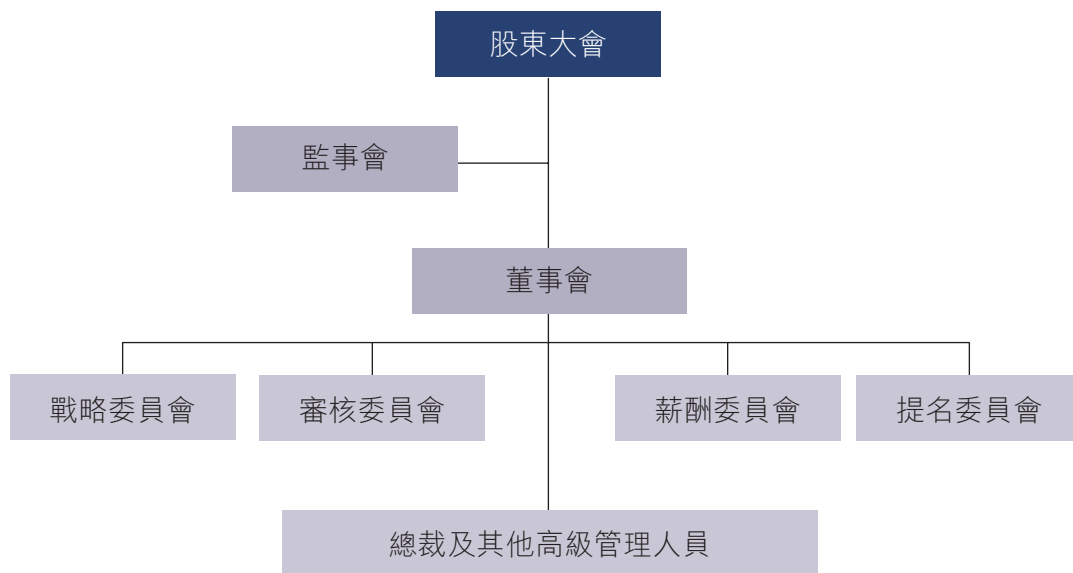 股東大會
監事會
董事會
戰略委員會
審核委員會
薪酬委員會
提名委員會
總裁及其他高級管理人員